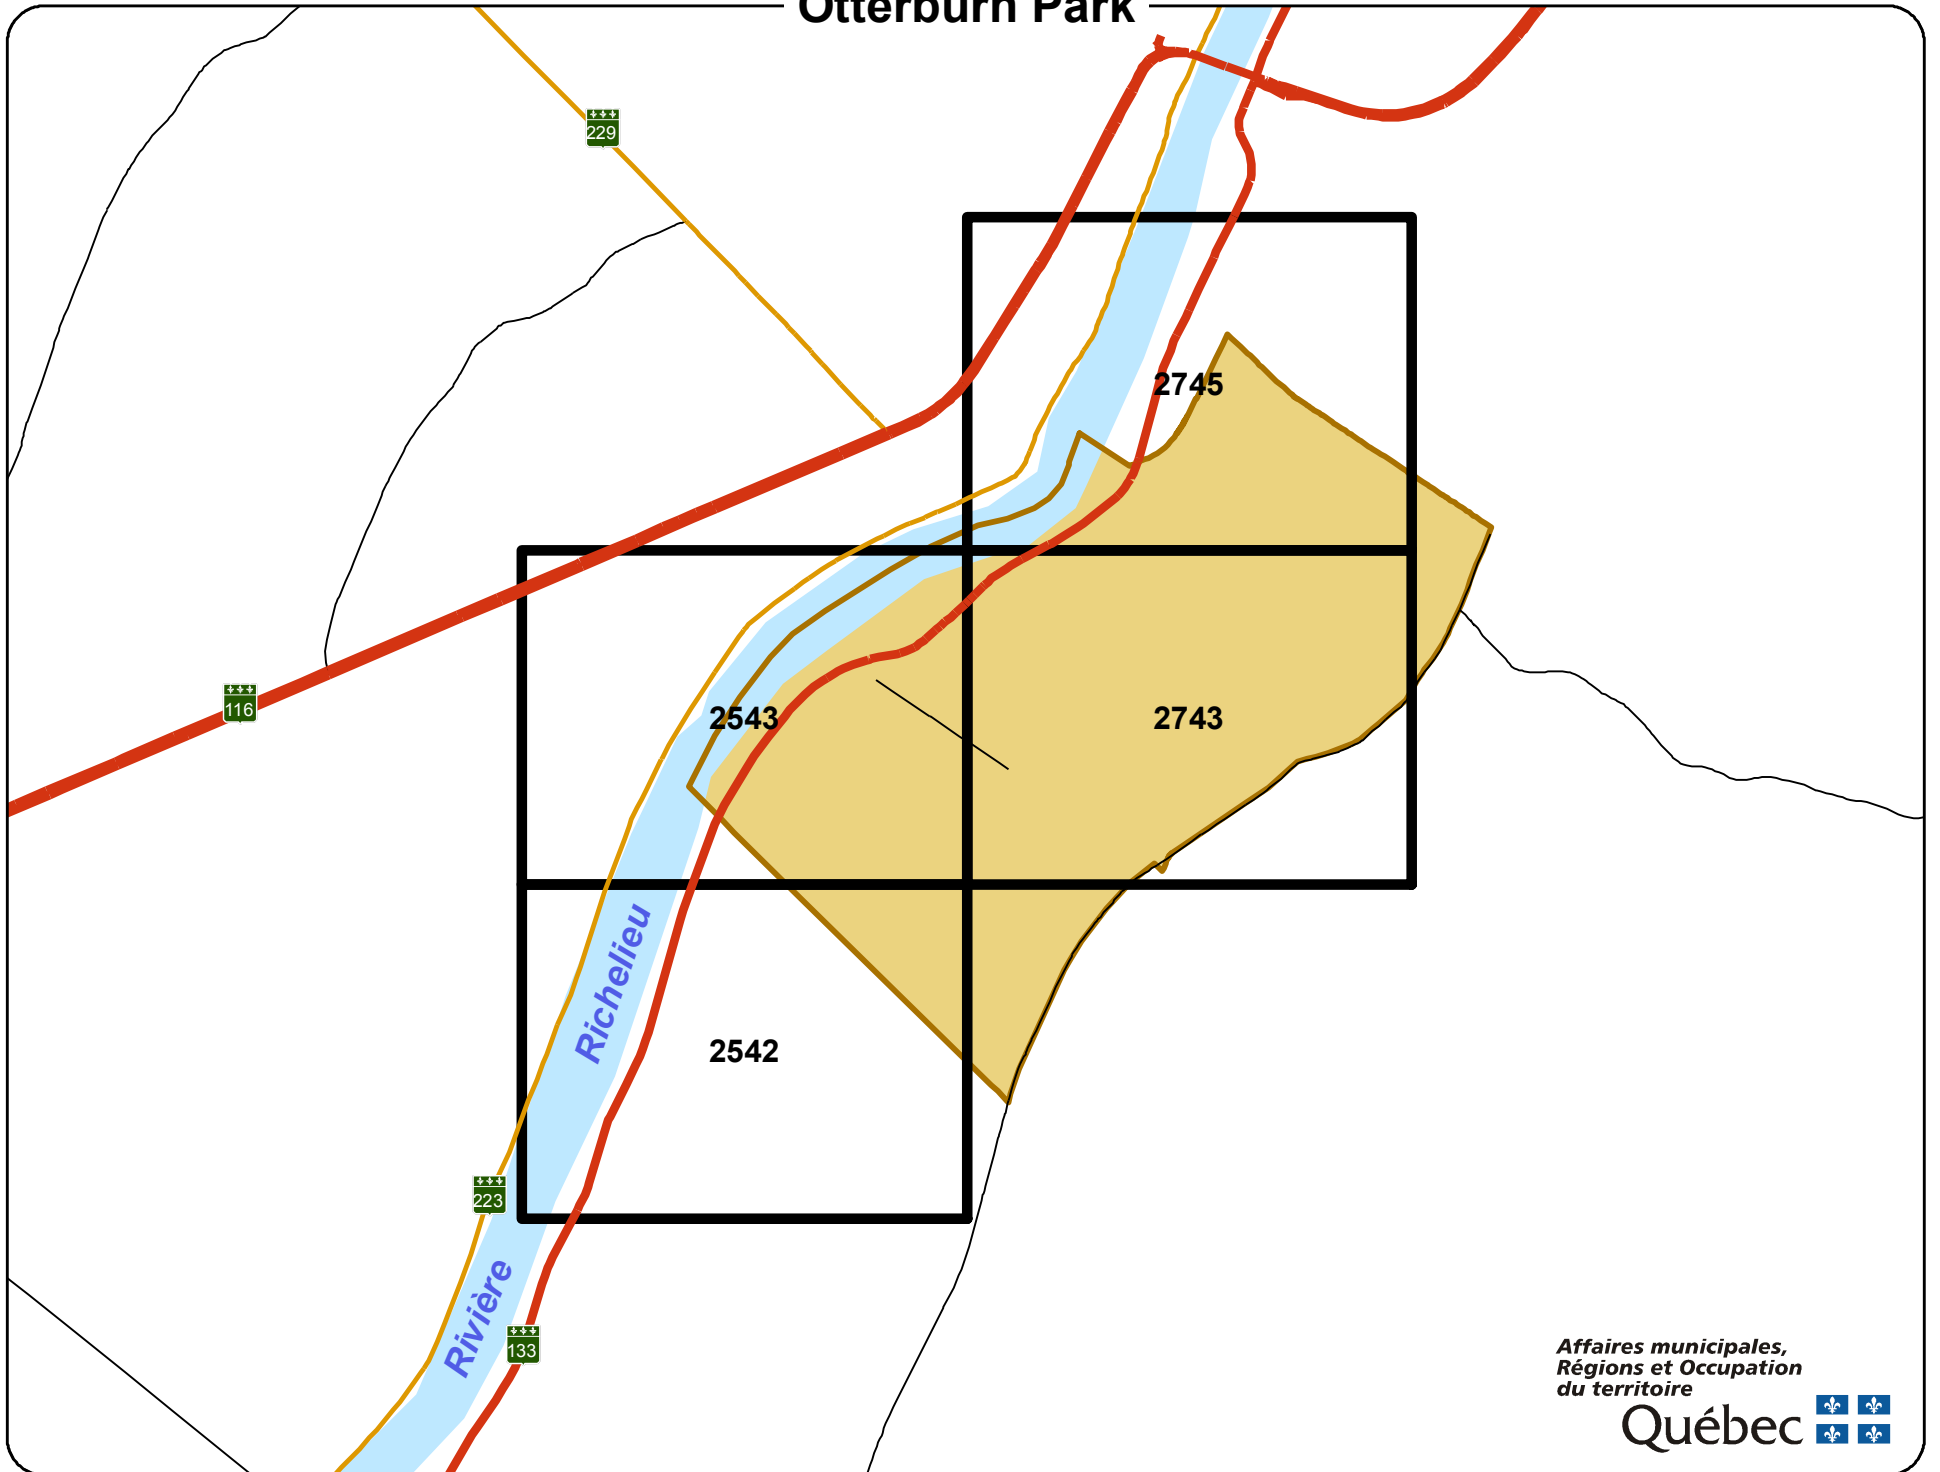 Otterburn Park
229
2745
116
2543
2743
Richelieu
2542
223
Rivière
133
Affaires municipales,
Régions et Occupation
du territoire
Québec